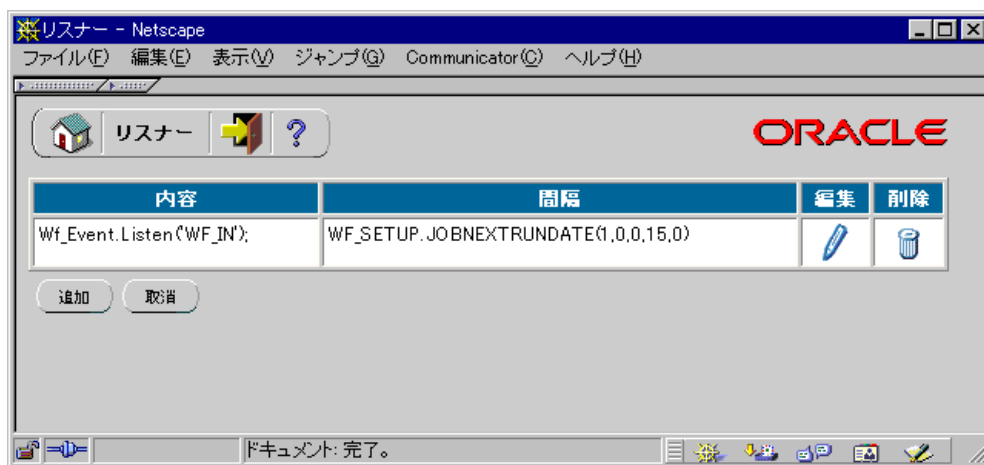 リスナー - Netscape
ファイル(F) 編集(E) 表示(V) ジャンプ(G) Communicator(C) ヘルプ(H)
リスナー ?
ORACLE
内容 間隔 編集 削除
Wf_Event.Listen('WF_IN'); WF_SETUP.JOBNEXTRUNDATE(1,0,0,15,0)
追加 取消
ドキュメント: 完了。